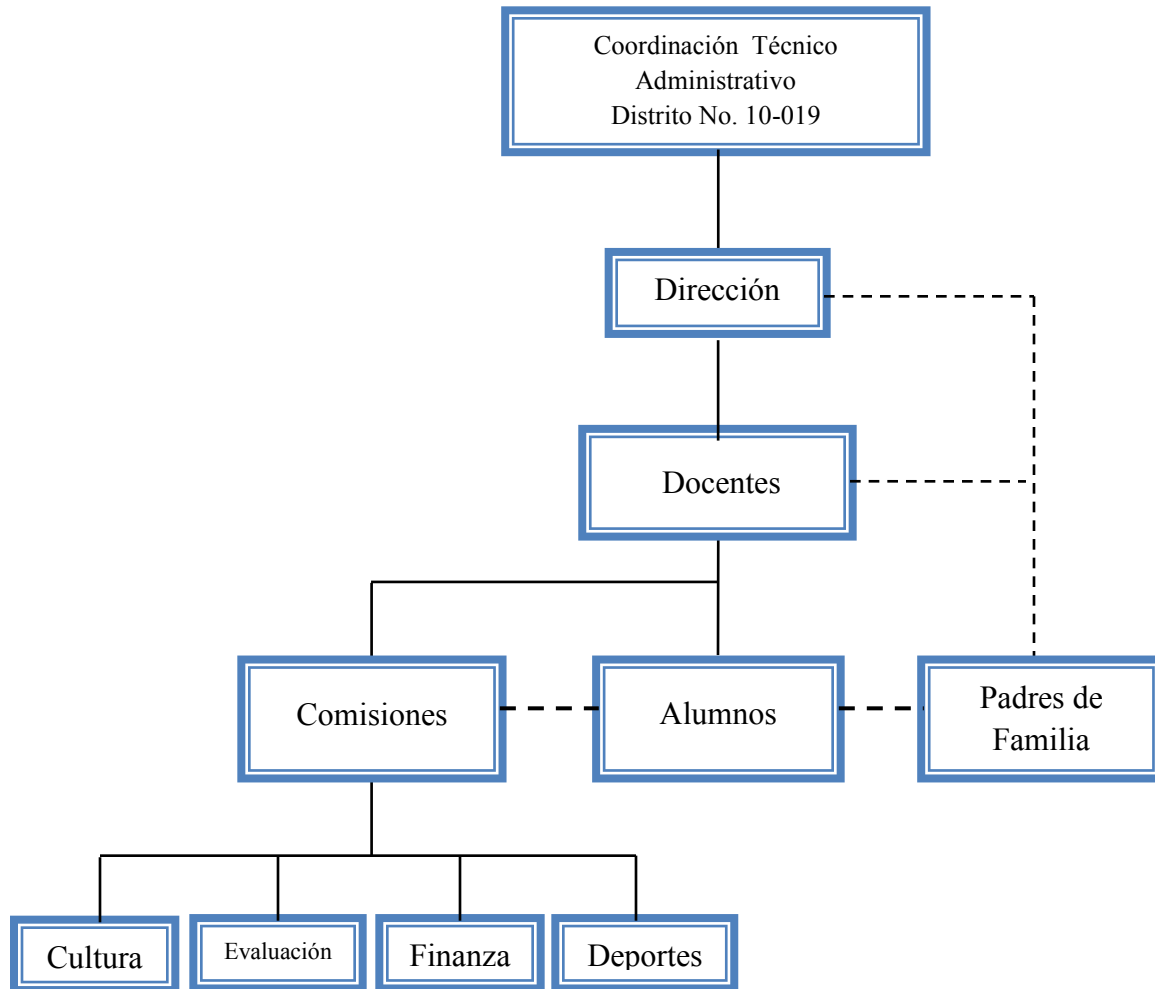 Coordinación Técnico
Administrativo
Distrito No. 10-019
Dirección
Docentes
Comisiones
Alumnos
Padres de
Familia
Cultura
Evaluación
Finanza
Deportes